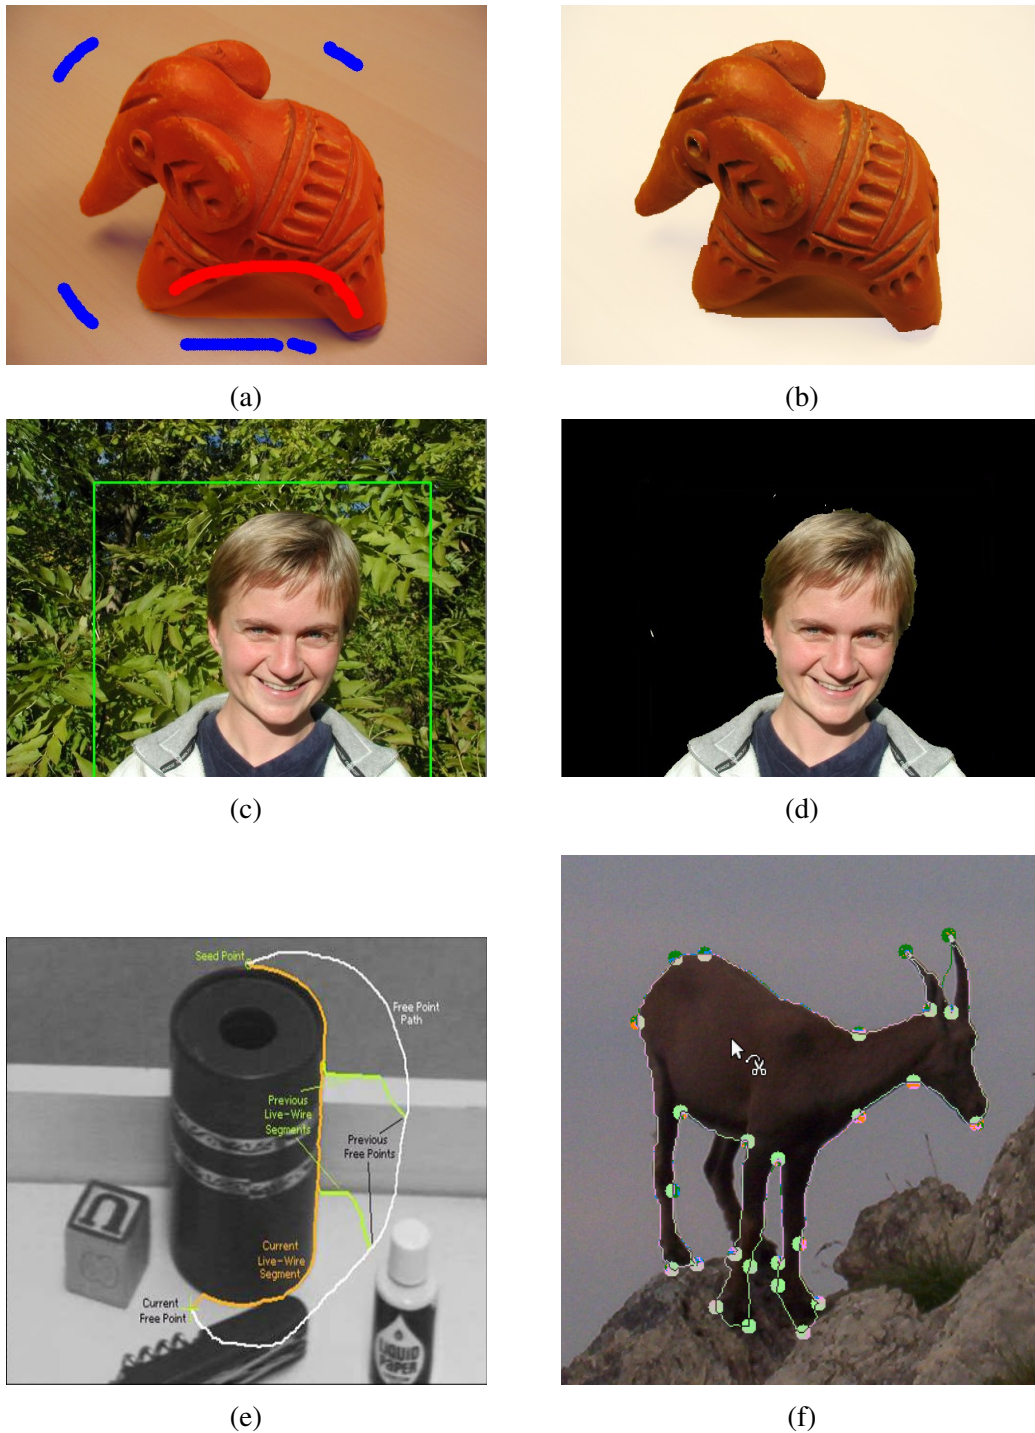 (a)
(b)
(c)
(d)
Seed Point
Free Point
Path
Previous
Live-Wire
Segments
Previous
Free Points
Current
Live-Wire
Segment
Current
Free Point
LIQUID
PAPER
(e)
(f)